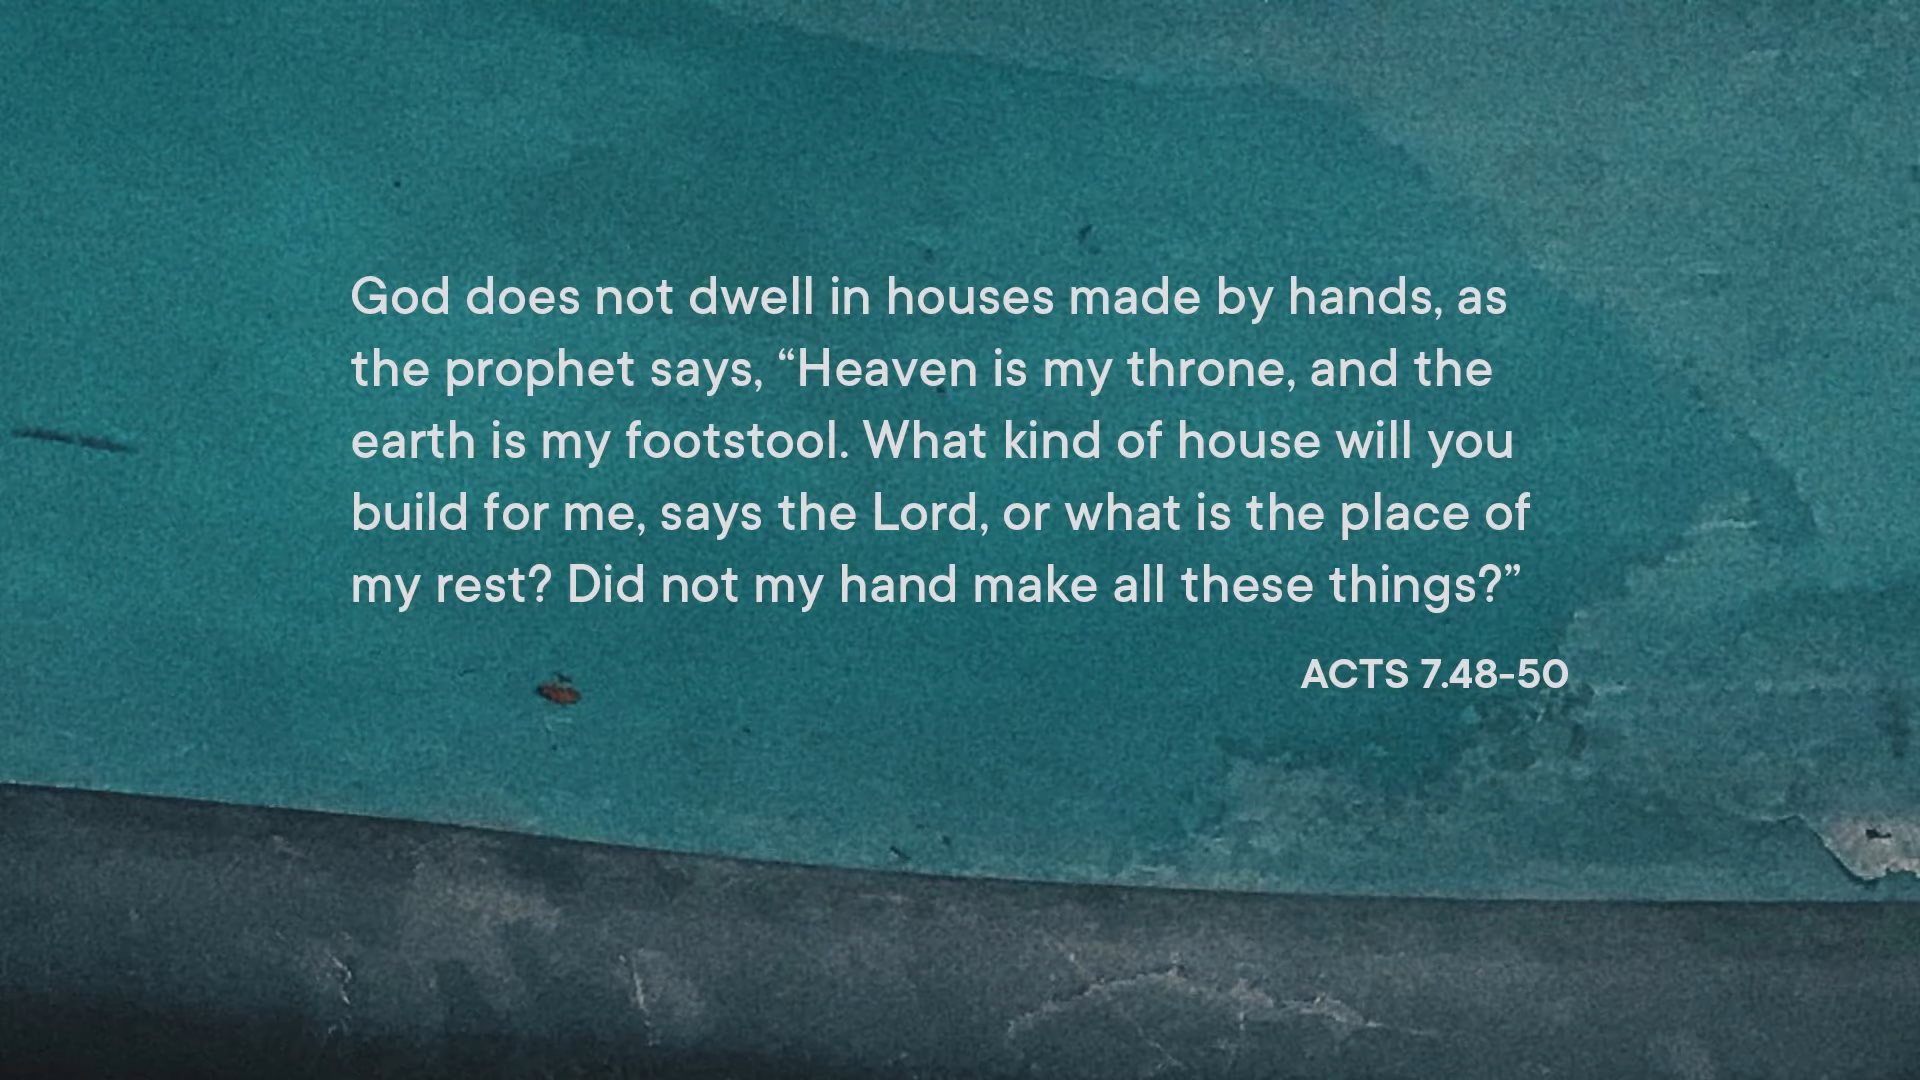 God does not dwell in houses made by hands, as
the prophet says, “Heaven is my throne, and the
earth is my footstool. What kind of house will you
build for me, says the Lord, or what is the place of
my rest? Did not my hand make all these things?”
ACTS 7.48-50